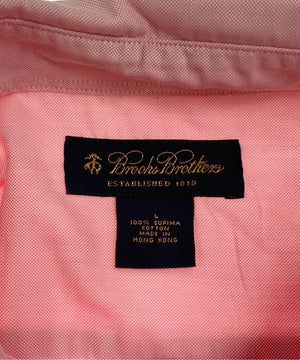 Brooks Brothers
ESTABLISHED 1818
L
100% SUPIMA
COTTON
MADE IN
HONG KONG